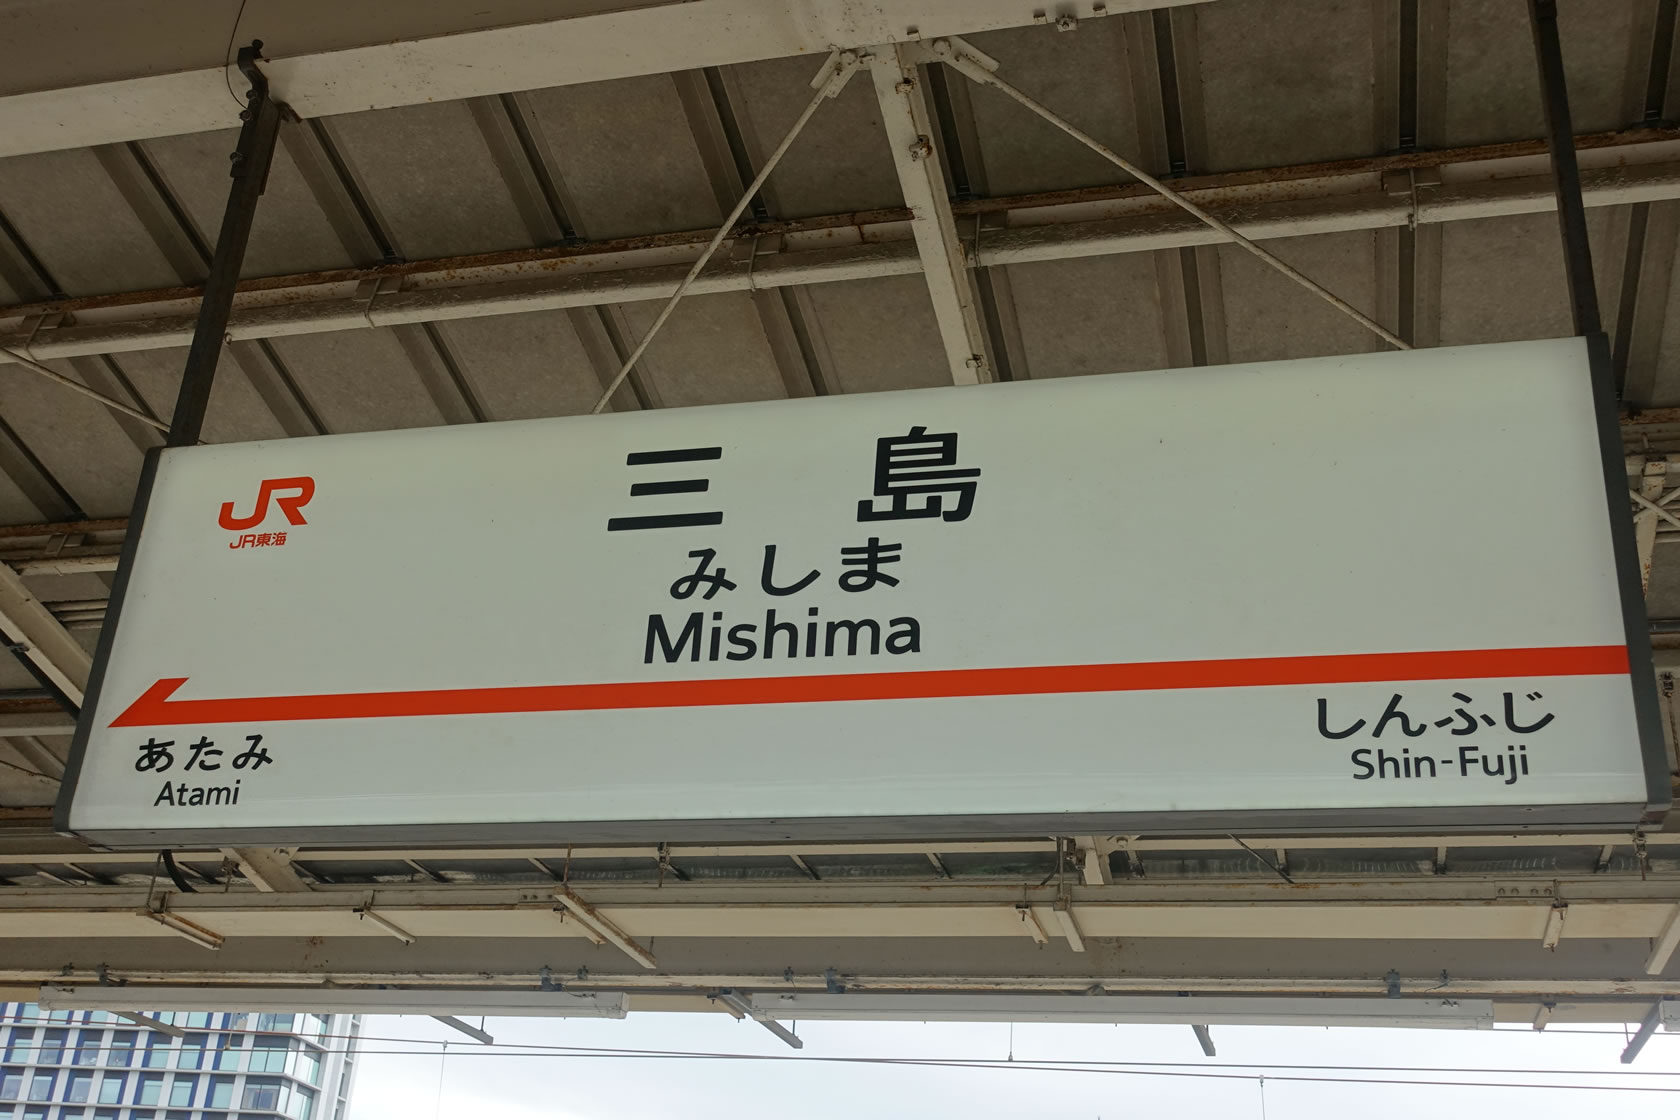 JR
JR東海
三島
みしま
Mishima
あたみ
Atami
しんふじ
Shin-Fuji